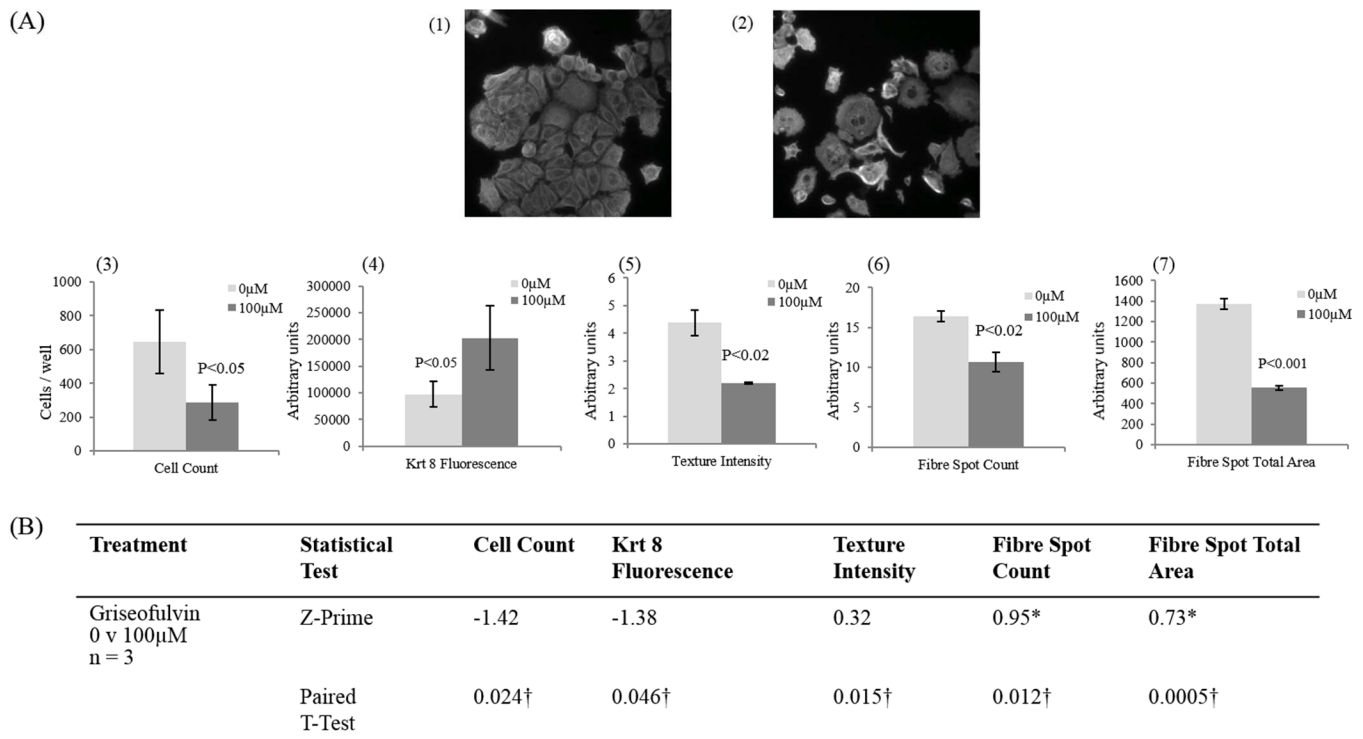 (A)
(1)
(2)
(3)
1000
800
600
400
200
0
Cells / well
0µM
100µM
P<0.05
Cell Count
(4)
300000
250000
200000
150000
100000
50000
0
Arbitrary units
0µM
100µM
P<0.05
Krt 8 Fluorescence
(5)
6
5
4
3
2
1
0
Arbitrary units
0µM
100µM
P<0.02
Texture Intensity
(6)
20
15
10
5
0
Arbitrary units
0µM
100µM
P<0.02
Fibre Spot Count
(7)
1600
1400
1200
1000
800
600
400
200
0
Arbitrary units
0µM
100µM
P<0.001
Fibre Spot Total Area
(B)
Treatment
Statistical
Test
Cell Count
Krt 8
Fluorescence
Texture
Intensity
Fibre Spot
Count
Fibre Spot Total
Area
Griseofulvin
0 v 100µM
n = 3
Z-Prime
-1.42
-1.38
0.32
0.95*
0.73*
Paired
T-Test
0.024†
0.046†
0.015†
0.012†
0.0005†